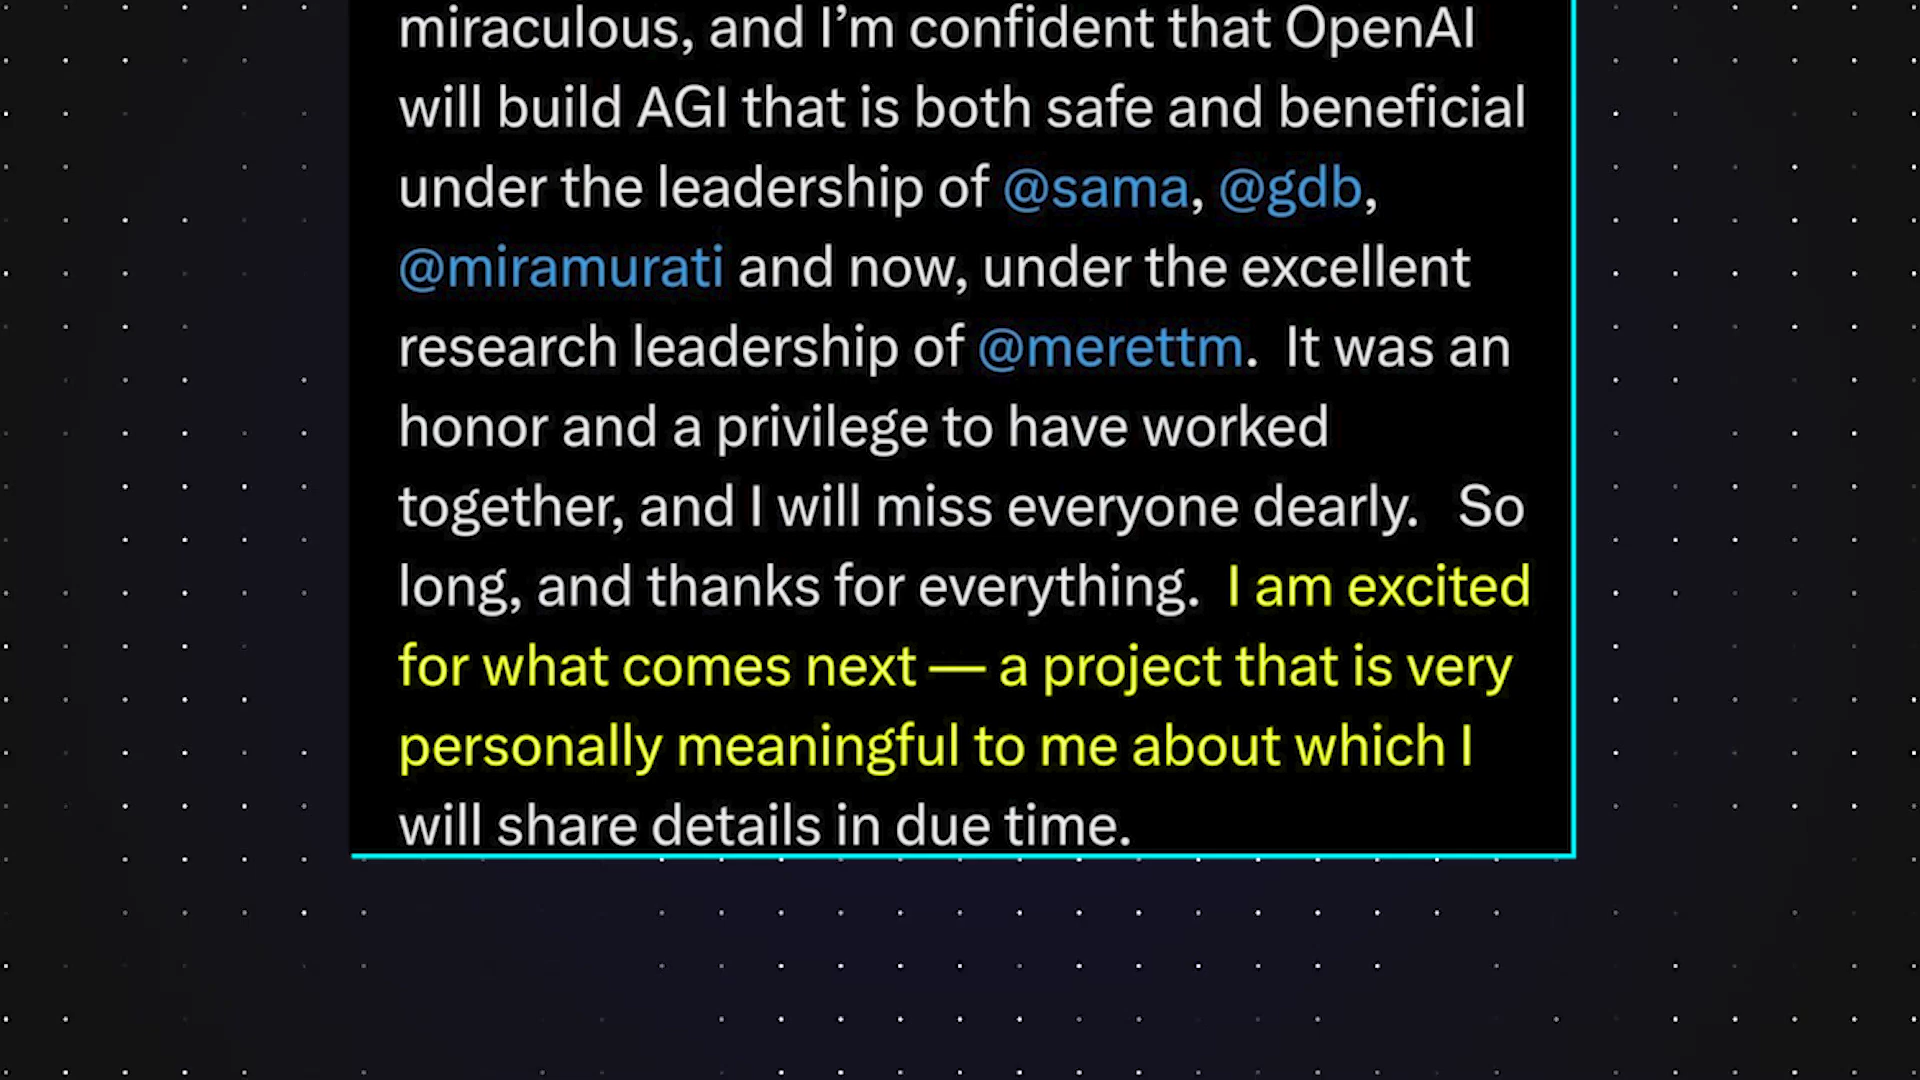 miraculous, and I’m confident that OpenAI
will build AGI that is both safe and beneficial
under the leadership of @sama, @gdb,
@miramurati and now, under the excellent
research leadership of @merettm.  It was an
honor and a privilege to have worked
together, and I will miss everyone dearly.   So
long, and thanks for everything.  I am excited
for what comes next — a project that is very
personally meaningful to me about which I
will share details in due time.